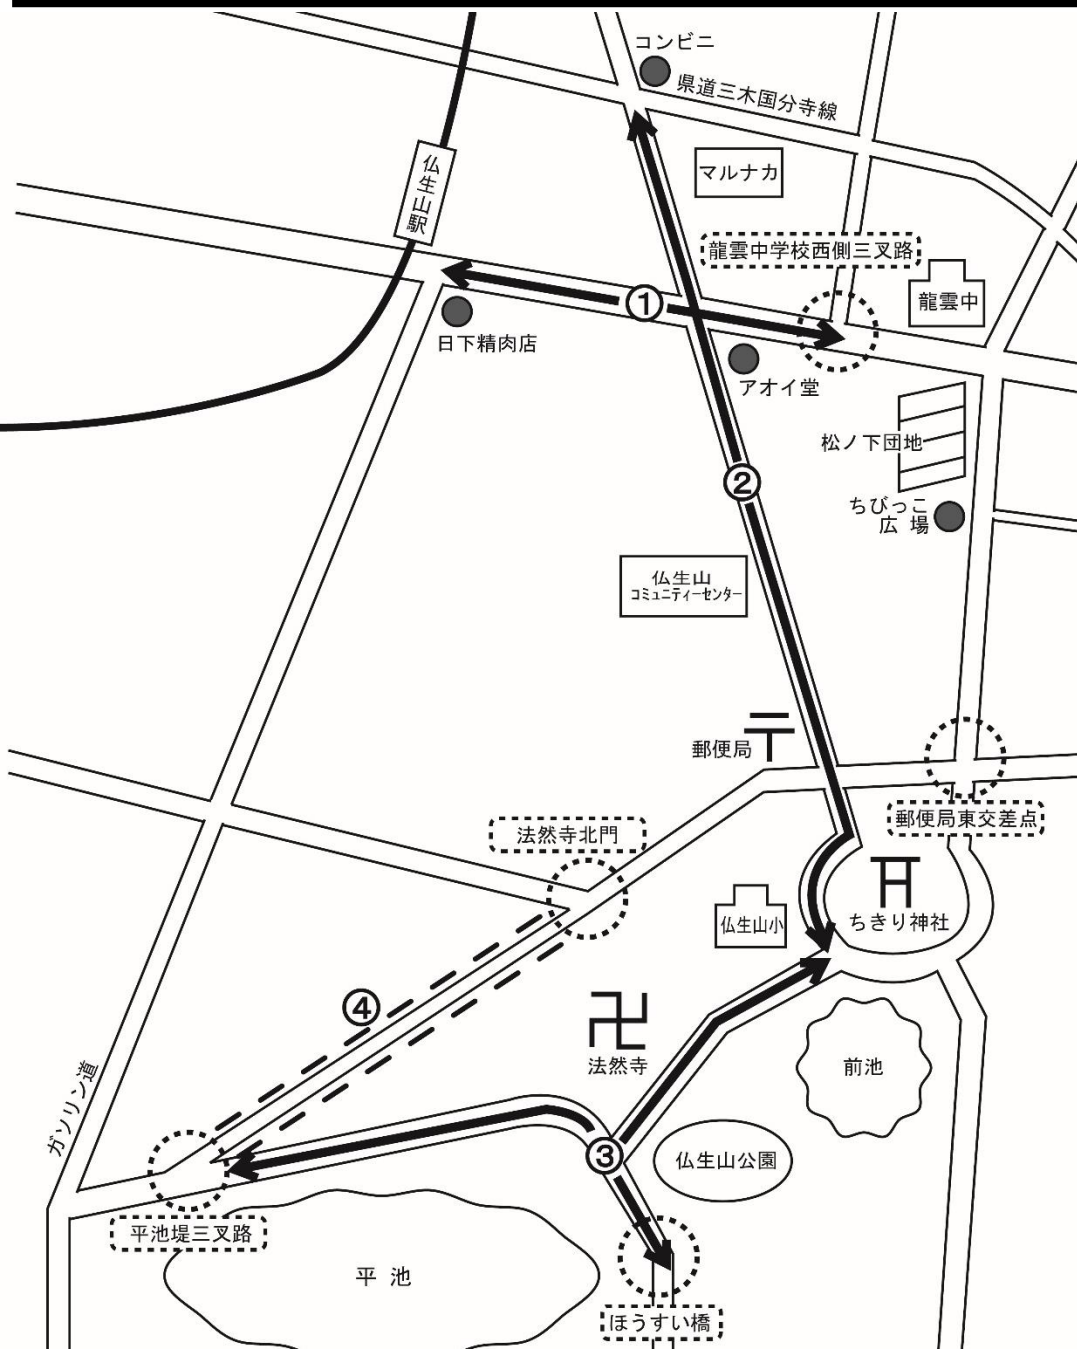 コンビニ
県道三木国分寺線
仏生山駅
マルナカ
龍雲中学校西側三叉路
龍雲中
①
日下精肉店
アオイ堂
松ノ下団地
②
ちびっこ
広場
仏生山
コミュニティーセンター
郵便局
郵便局東交差点
法然寺北門
仏生山小
ちきり神社
④
法然寺
前池
ガソリン道
③
仏生山公園
平池堤三叉路
平池
ほうすい橋